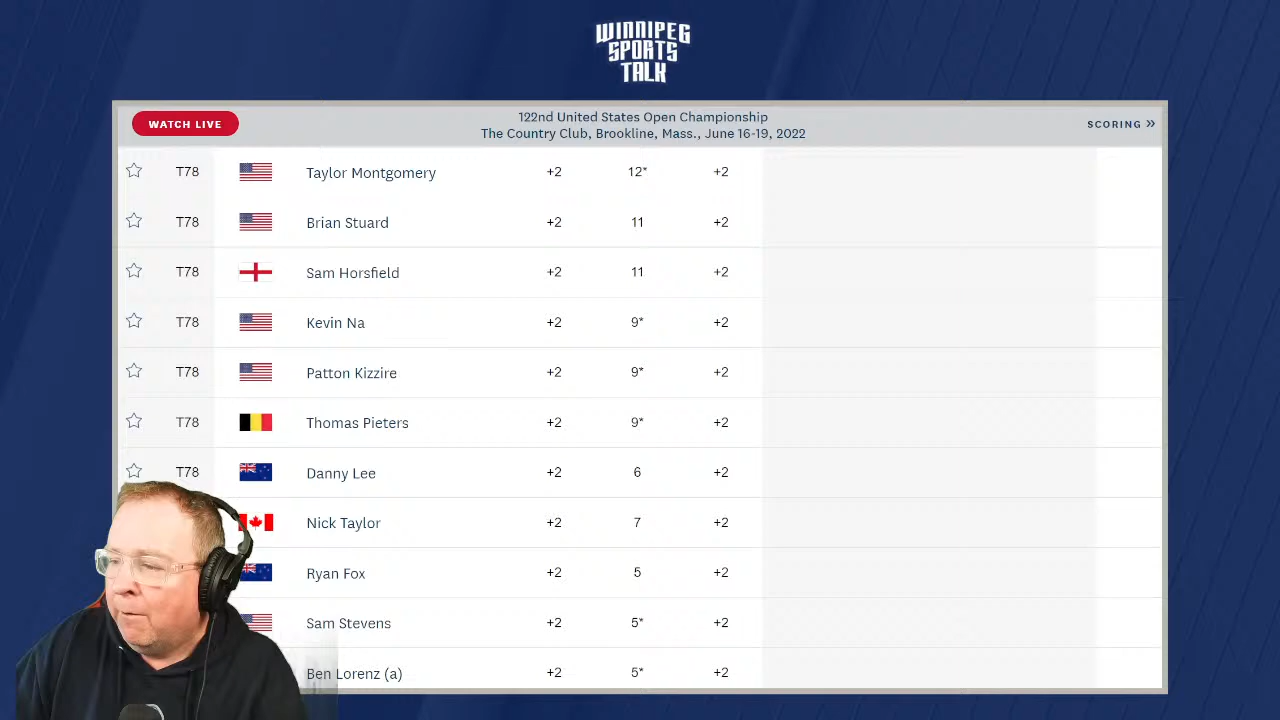 WINNIPEG
SPORTS
TALK
WATCH LIVE
122nd United States Open Championship
The Country Club, Brookline, Mass., June 16-19, 2022
SCORING »
T78 Taylor Montgomery +2 12* +2
T78 Brian Stuard +2 11 +2
T78 Sam Horsfield +2 11 +2
T78 Kevin Na +2 9* +2
T78 Patton Kizzire +2 9* +2
T78 Thomas Pieters +2 9* +2
T78 Danny Lee +2 6 +2
Nick Taylor +2 7 +2
Ryan Fox +2 5 +2
Sam Stevens +2 5* +2
Ben Lorenz (a) +2 5* +2